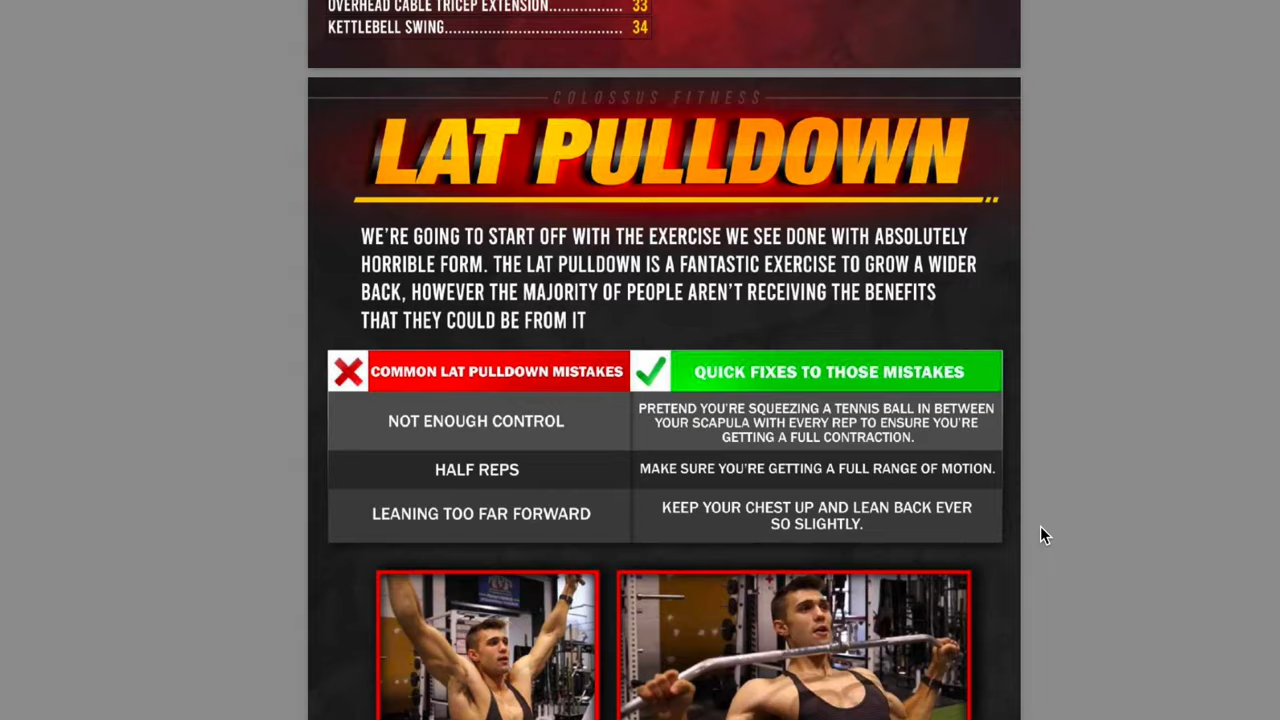 OVERHEAD CABLE TRICEP EXTENSION.................. 33
KETTLEBELL SWING............................................ 34
COLOSSUS FITNESS
LAT PULLDOWN
WE'RE GOING TO START OFF WITH THE EXERCISE WE SEE DONE WITH ABSOLUTELY
HORRIBLE FORM. THE LAT PULLDOWN IS A FANTASTIC EXERCISE TO GROW A WIDER
BACK, HOWEVER THE MAJORITY OF PEOPLE AREN'T RECEIVING THE BENEFITS
THAT THEY COULD BE FROM IT
COMMON LAT PULLDOWN MISTAKES
QUICK FIXES TO THOSE MISTAKES
NOT ENOUGH CONTROL
PRETEND YOU'RE SQUEEZING A TENNIS BALL IN BETWEEN
YOUR SCAPULA WITH EVERY REP TO ENSURE YOU'RE
GETTING A FULL CONTRACTION.
HALF REPS
MAKE SURE YOU'RE GETTING A FULL RANGE OF MOTION.
LEANING TOO FAR FORWARD
KEEP YOUR CHEST UP AND LEAN BACK EVER
SO SLIGHTLY.